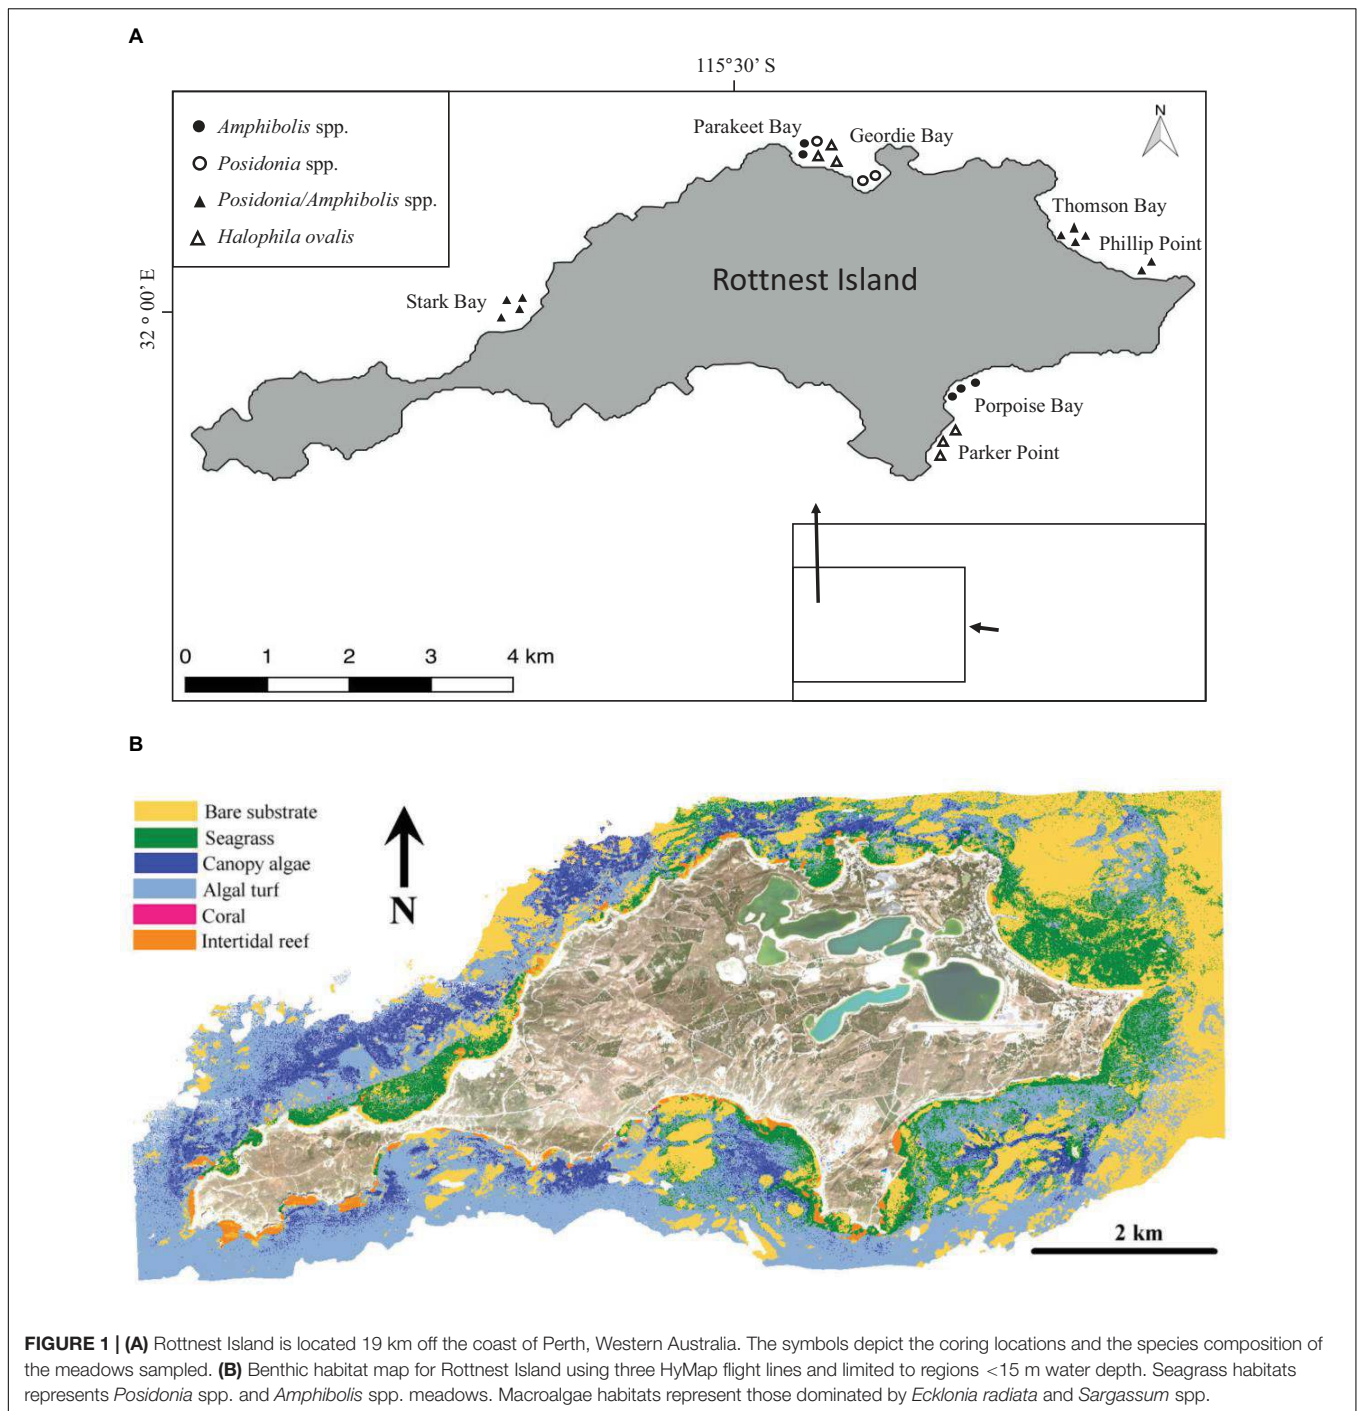 A
115°30' S
N
Amphibolis spp.
Posidonia spp.
Posidonia/Amphibolis spp.
Halophila ovalis
Parakeet Bay
Geordie Bay
Thomson Bay
Phillip Point
Rottnest Island
Stark Bay
32 º 00' E
Porpoise Bay
Parker Point
0 1 2 3 4 km
B
Bare substrate
Seagrass
Canopy algae
Algal turf
Coral
Intertidal reef
N
2 km
FIGURE 1 | (A) Rottnest Island is located 19 km off the coast of Perth, Western Australia. The symbols depict the coring locations and the species composition of
the meadows sampled. (B) Benthic habitat map for Rottnest Island using three HyMap flight lines and limited to regions <15 m water depth. Seagrass habitats
represents Posidonia spp. and Amphibolis spp. meadows. Macroalgae habitats represent those dominated by Ecklonia radiata and Sargassum spp.